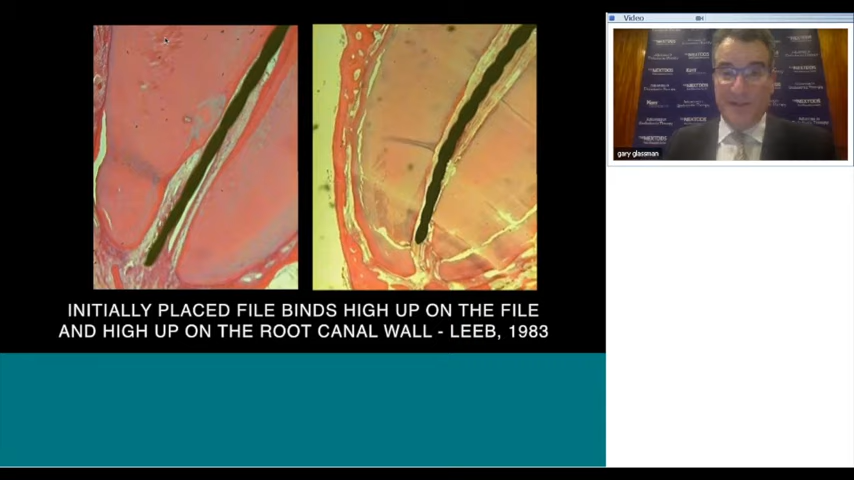 Video
INITIALLY PLACED FILE BINDS HIGH UP ON THE FILE
AND HIGH UP ON THE ROOT CANAL WALL - LEEB, 1983
gary glassman